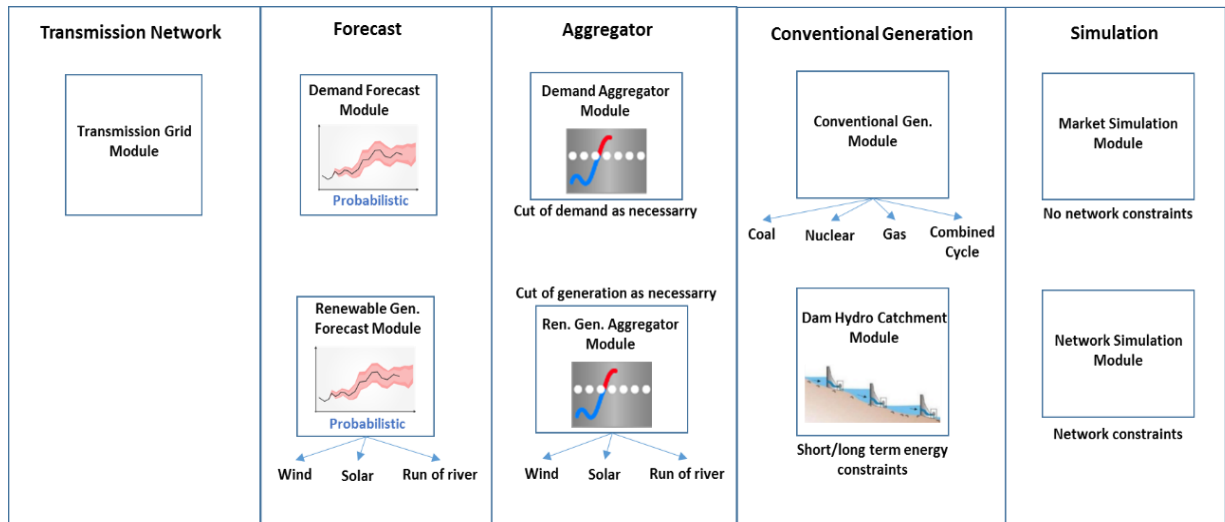 Transmission Network
Transmission Grid
Module
Forecast
Demand Forecast
Module
Probabilistic
Renewable Gen.
Forecast Module
Probabilistic
Wind
Solar
Run of river
Aggregator
Demand Aggregator
Module
Cut of demand as necessarry
Cut of generation as necessarry
Ren. Gen. Aggregator
Module
Wind
Solar
Run of river
Conventional Generation
Conventional Gen.
Module
Coal
Nuclear
Gas
Combined
Cycle
Dam Hydro Catchment
Module
Short/long term energy
constraints
Simulation
Market Simulation
Module
No network constraints
Network Simulation
Module
Network constraints